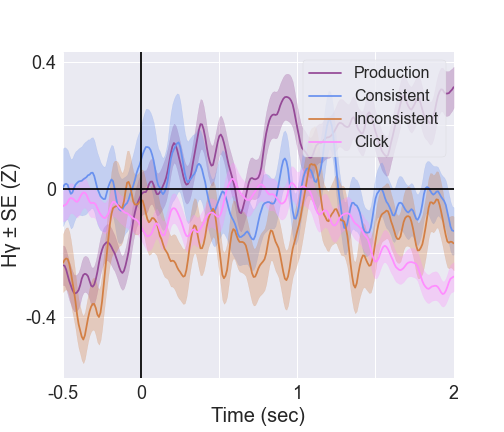 Hγ ± SE (Z)
0.4
0
-0.4
Production
Consistent
Inconsistent
Click
-0.5 0 1 2
Time (sec)